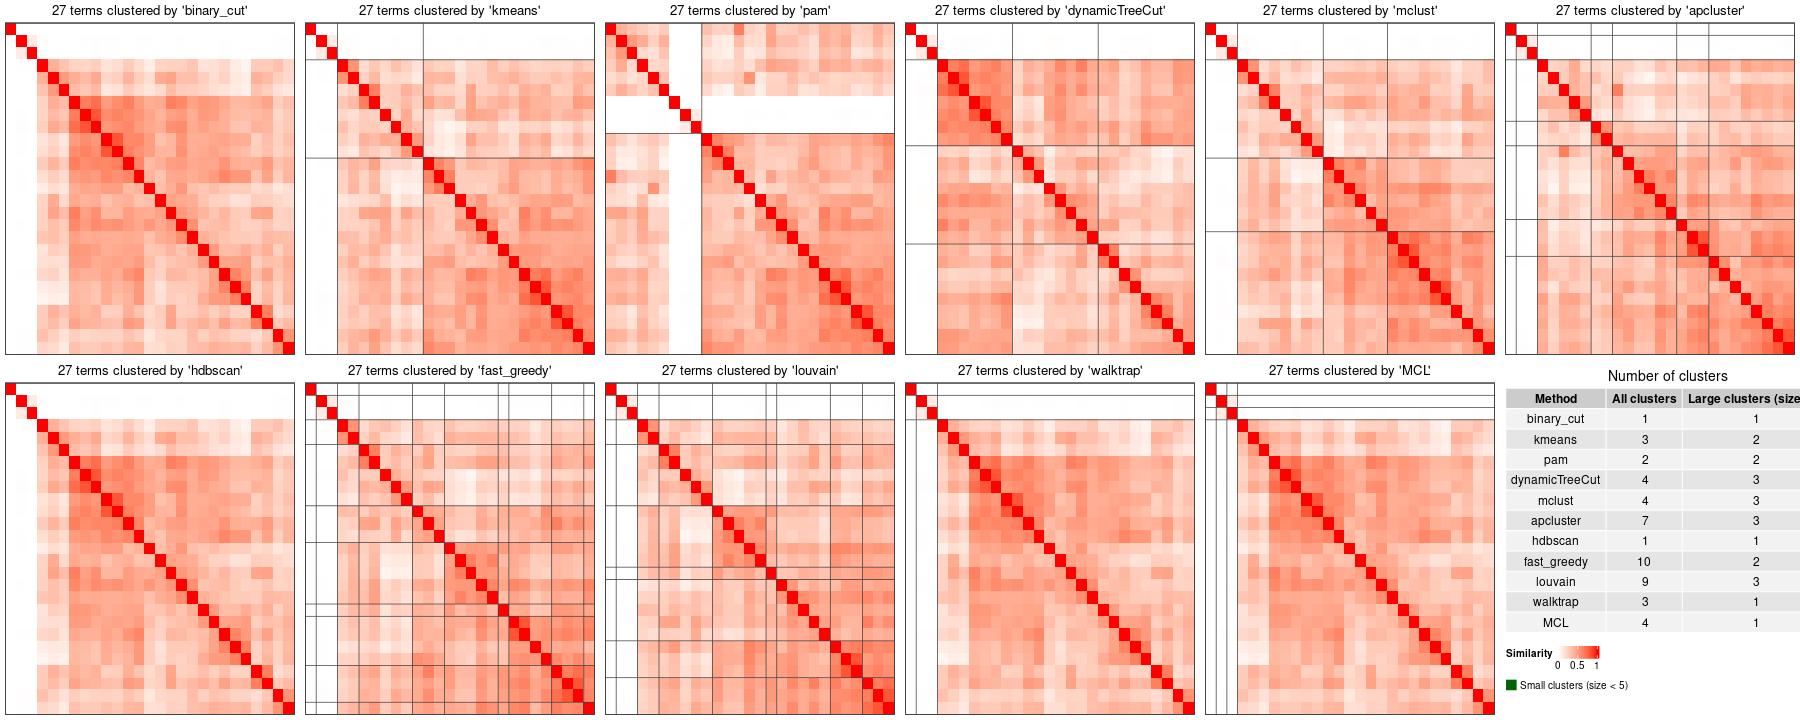 27 terms clustered by 'binary_cut'
27 terms clustered by 'kmeans'
27 terms clustered by 'pam'
27 terms clustered by 'dynamicTreeCut'
27 terms clustered by 'mclust'
27 terms clustered by 'apcluster'
27 terms clustered by 'hdbscan'
27 terms clustered by 'fast_greedy'
27 terms clustered by 'louvain'
27 terms clustered by 'walktrap'
27 terms clustered by 'MCL'
Number of clusters
Method All clusters Large clusters (size
binary_cut 1 1
kmeans 3 2
pam 2 2
dynamicTreeCut 4 3
mclust 4 3
apcluster 7 3
hdbscan 1 1
fast_greedy 10 2
louvain 9 3
walktrap 3 1
MCL 4 1
Similarity
0 0.5 1
Small clusters (size < 5)